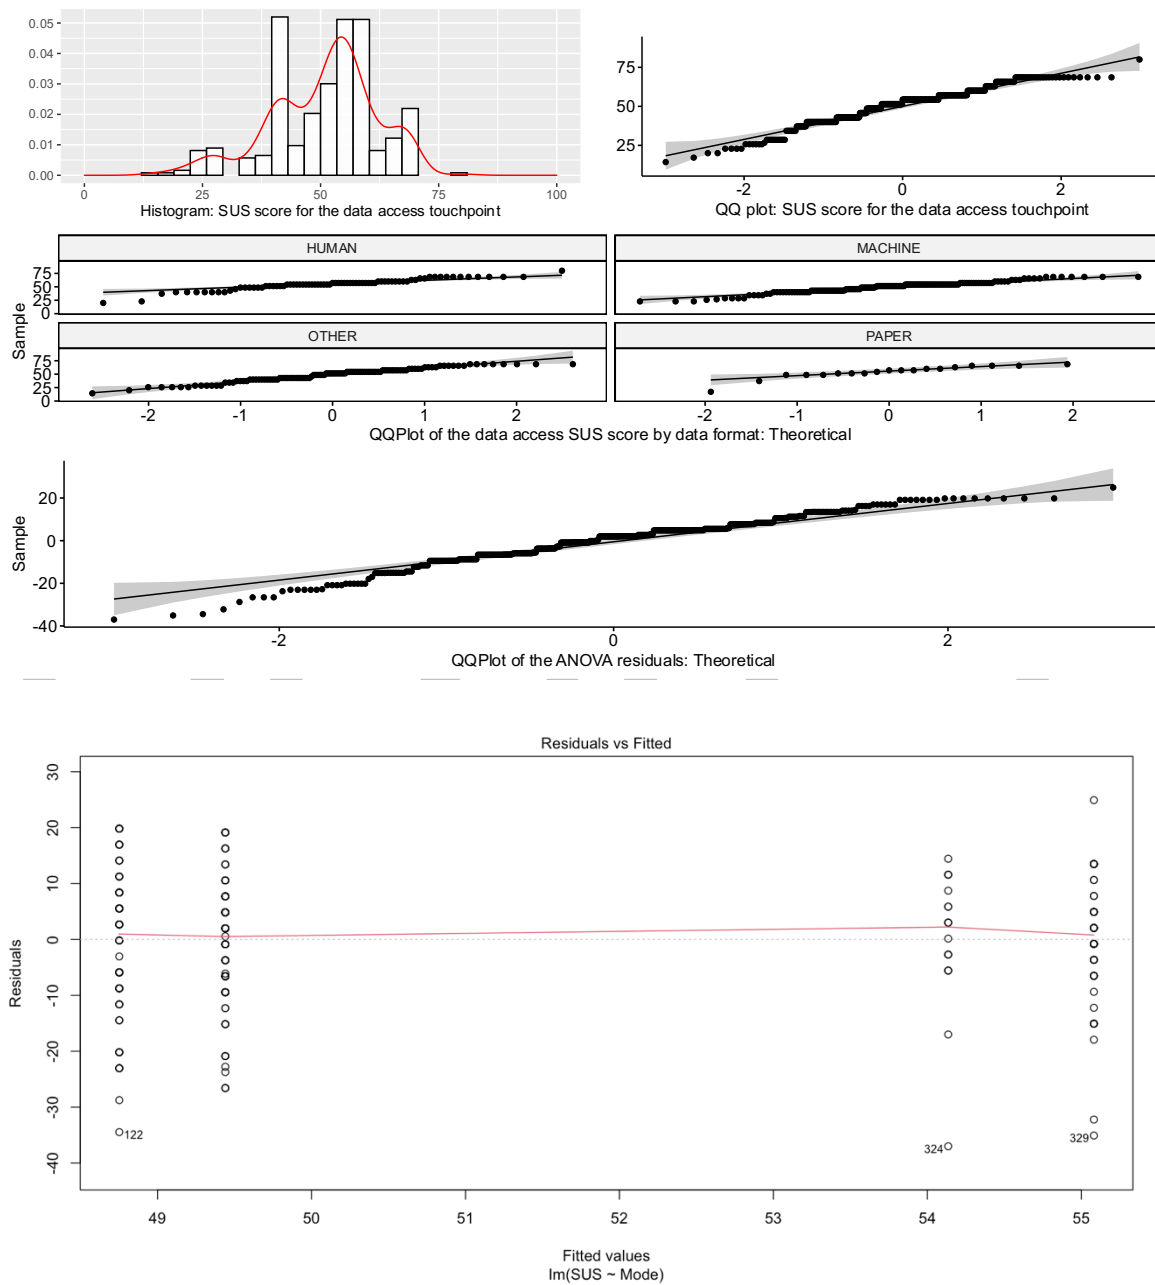 0.05
0.04
0.03
0.02
0.01
0.00
0 25 50 75 100
Histogram: SUS score for the data access touchpoint
75
50
25
-2 0 2
QQ plot: SUS score for the data access touchpoint
HUMAN MACHINE
75
50
25
0
OTHER PAPER
75
50
25
0
Sample
-2 -1 0 1 2 -2 -1 0 1 2
QQPlot of the data access SUS score by data format: Theoretical
20
0
-20
-40
Sample
-2 0 2
QQPlot of the ANOVA residuals: Theoretical
Residuals vs Fitted
30
20
10
0
-10
-20
-30
-40
Residuals
122
324
329
49 50 51 52 53 54 55
Fitted values
lm(SUS ~ Mode)